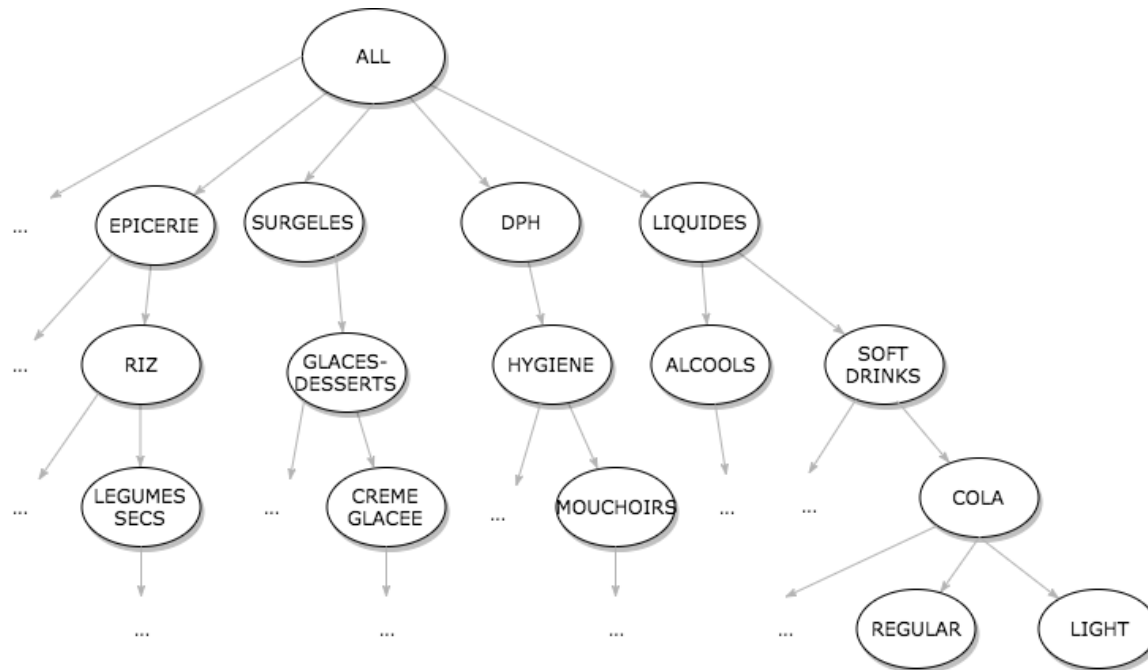 ALL
...
EPICERIE
SURGELES
DPH
LIQUIDES
...
RIZ
GLACES-
DESSERTS
HYGIENE
ALCOOLS
SOFT
DRINKS
...
LEGUMES
SECS
...
CREME
GLACEE
...
MOUCHOIRS
...
...
COLA
...
...
...
...
REGULAR
LIGHT